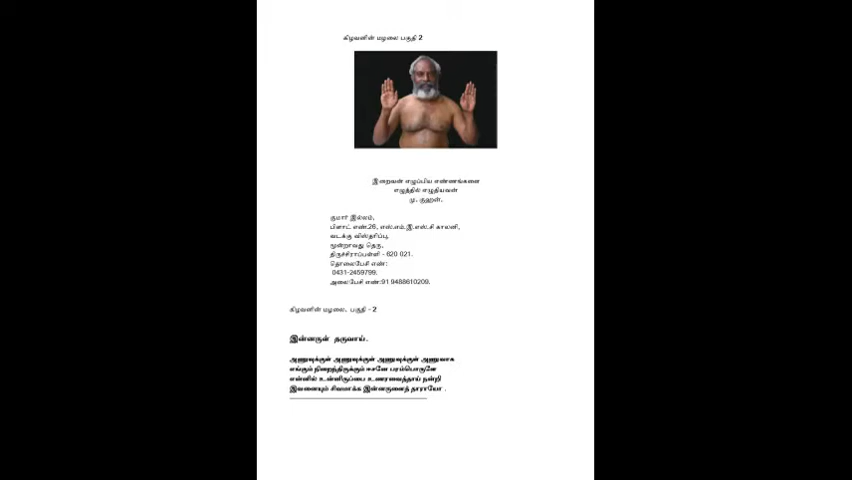 கிழவனின் மழலை பகுதி 2
இறைவன் எழுப்பிய எண்ணங்களை
எழுத்தில் எழுதியவன்
மு. குஹன்.
குமார் இல்லம்,
பிளாட் எண்.26, எஸ்.எம்.இ.எஸ்.சி காலனி,
வடக்கு விஸ்தரிப்பு,
மூன்றாவது தெரு,
திருச்சிராப்பள்ளி - 620 021.
தொலைபேசி எண்:
0431-2459799.
அலைபேசி எண்:91 9488610209.
கிழவனின் மழலை, பகுதி - 2
இன்னருள் தருவாய்.
அணுவுக்குள் அணுவுக்குள் அணுவுக்குள் அணுவாக
எங்கும் நிறைந்திருக்கும் ஈசனே பரம்பொருளே
என்னில் உன்னிருப்பை உணரவைத்தாய் நன்றி
இவனையும் சிவமாக்க இன்னருளைத் தாராயோ .